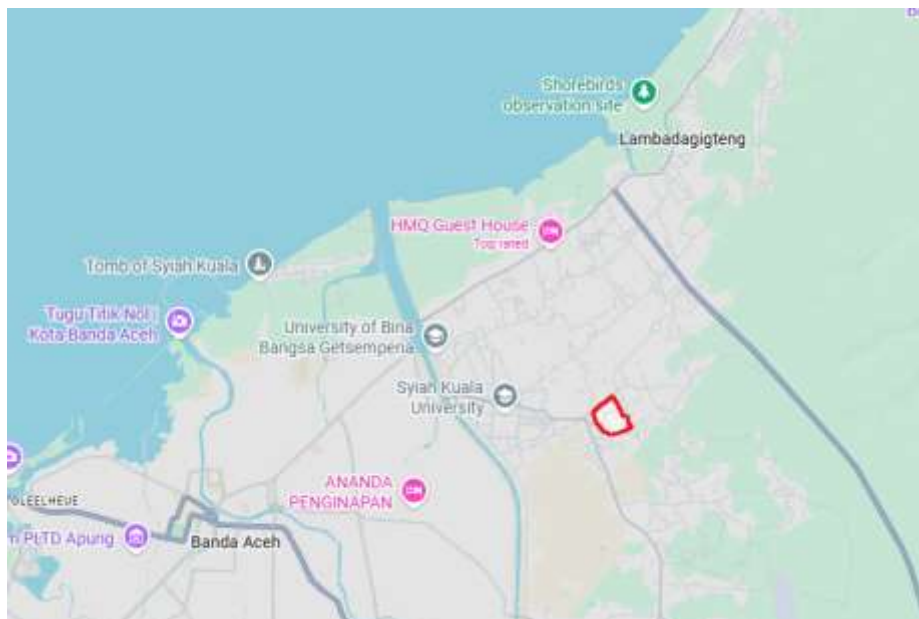 Shorebirds
observation site
Lambadagigteng
HMQ Guest House
Top rated
Tomb of Syiah Kuala
Tugu Titik Nol
Kota Banda Aceh
University of Bina
Bangsa Getsempena
Syiah Kuala
University
ANANDA
PENGINAPAN
OLEELHEUE
m PLTD Apung
Banda Aceh